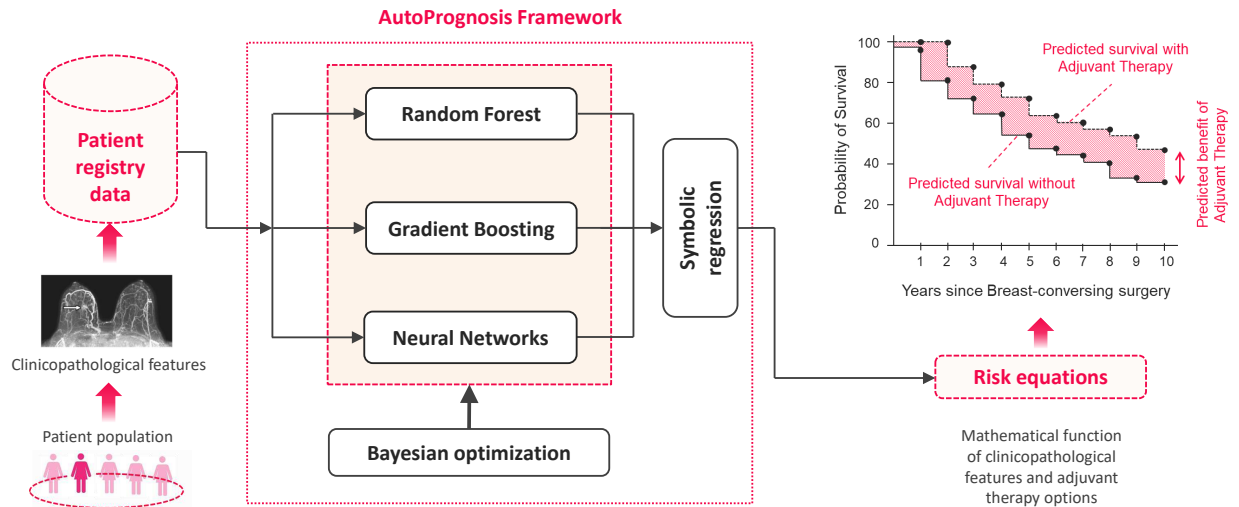 AutoPrognosis Framework
Patient
registry
data
Clinicopathological features
Patient population
Random Forest
Gradient Boosting
Neural Networks
Bayesian optimization
Symbolic
regression
Probability of Survival
100
80
60
40
100
0
1 2 3 4 5 6 7 8 9 10
Years since Breast-conversing surgery
Predicted survival with
Adjuvant Therapy
Predicted survival without
Adjuvant Therapy
Predicted benefit of
Adjuvant Therapy
Risk equations
Mathematical function
of clinicopathological
features and adjuvant
therapy options